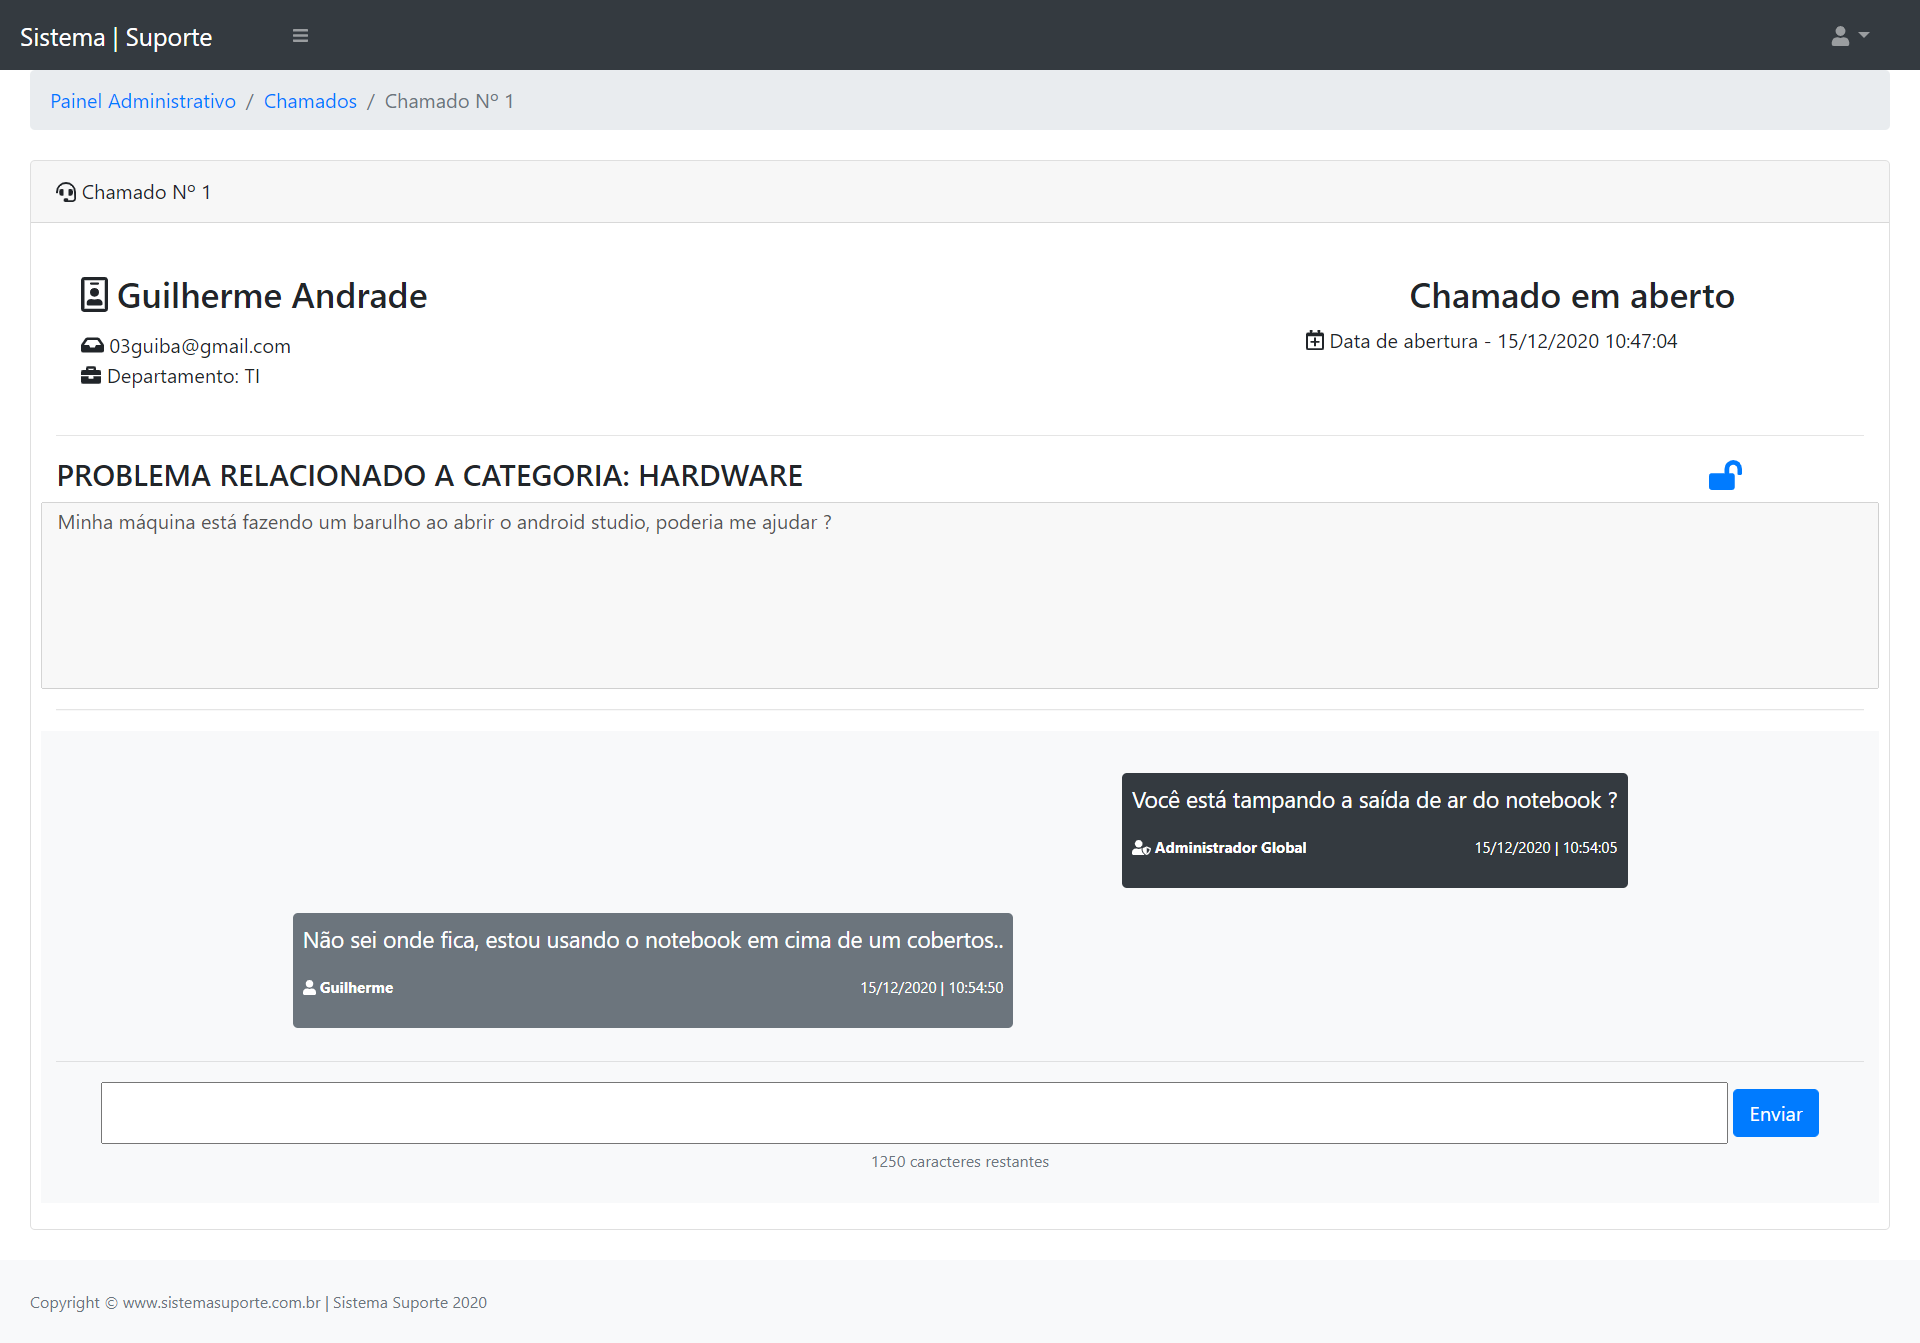 Sistema | Suporte
Painel Administrativo / Chamados / Chamado Nº 1
Chamado Nº 1
Guilherme Andrade
03guiba@gmail.com
Departamento: TI
Chamado em aberto
Data de abertura - 15/12/2020 10:47:04
PROBLEMA RELACIONADO A CATEGORIA: HARDWARE
Minha máquina está fazendo um barulho ao abrir o android studio, poderia me ajudar ?
Você está tampando a saída de ar do notebook ?
Administrador Global 15/12/2020 | 10:54:05
Não sei onde fica, estou usando o notebook em cima de um cobertos..
Guilherme 15/12/2020 | 10:54:50
Enviar
1250 caracteres restantes
Copyright © www.sistemasuporte.com.br | Sistema Suporte 2020